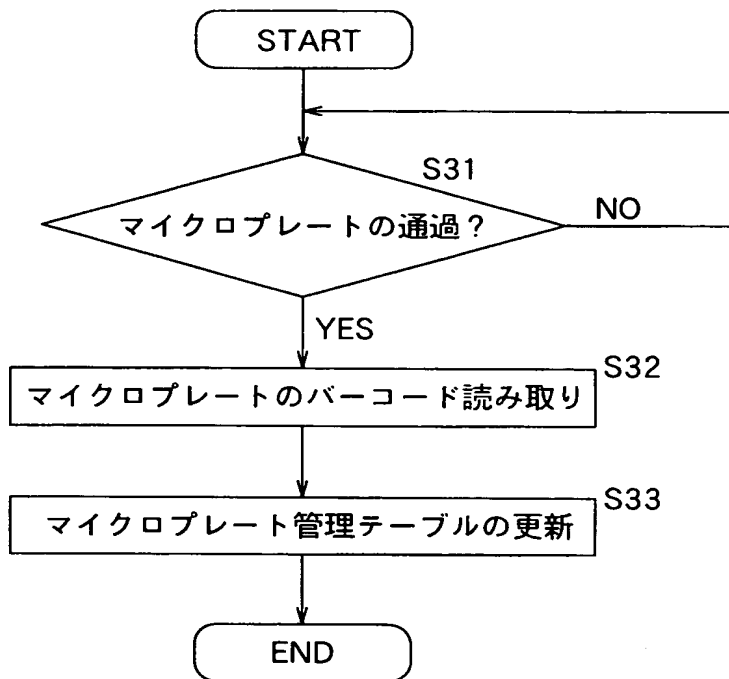 START
S31
マイクロプレートの通過？
NO
YES
S32
マイクロプレートのバーコード読み取り
S33
マイクロプレート管理テーブルの更新
END